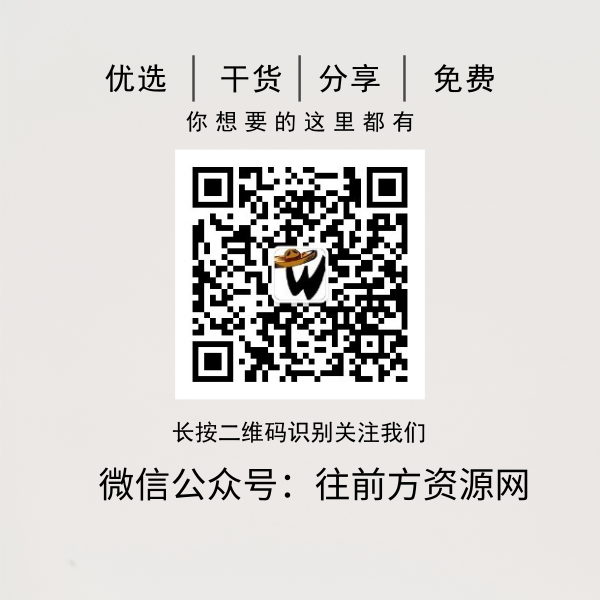 优选 | 干货 | 分享 | 免费
你想要的这里都有
W
长按二维码识别关注我们
微信公众号：往前方资源网